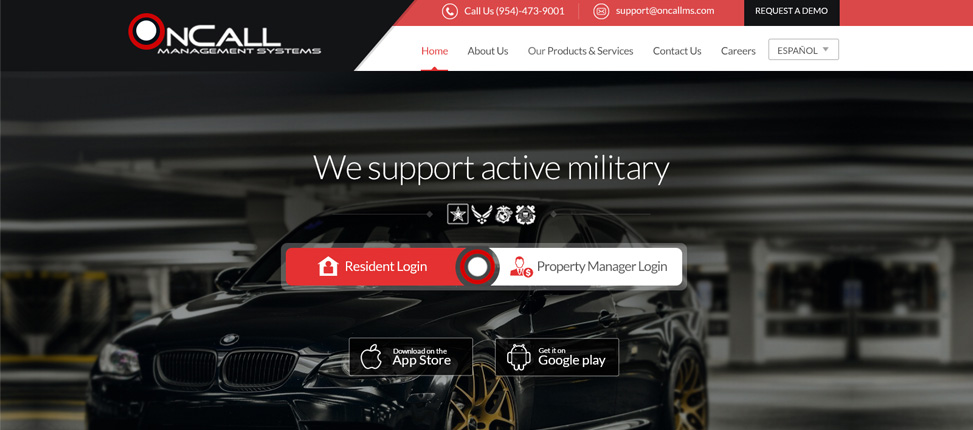 ONCALL
MANAGEMENT SYSTEMS
Call Us (954)-473-9001
support@oncallms.com
REQUEST A DEMO
Home
About Us
Our Products & Services
Contact Us
Careers
ESPAÑOL
We support active military
Resident Login
Property Manager Login
Download on the
App Store
Get it on
Google play